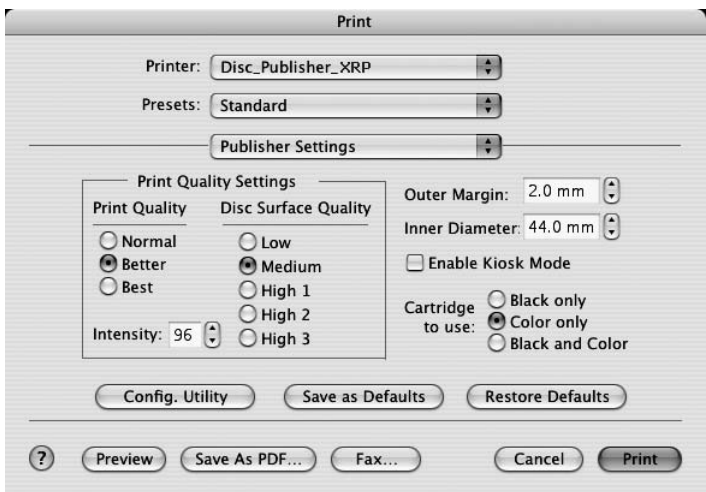 Print
Printer: Disc_Publisher_XRP
Presets: Standard
Publisher Settings
Print Quality Settings
Print Quality Disc Surface Quality
Normal
Better
Best
Intensity: 96
Low
Medium
High 1
High 2
High 3
Outer Margin: 2.0 mm
Inner Diameter: 44.0 mm
Enable Kiosk Mode
Cartridge
to use:
Black only
Color only
Black and Color
Config. Utility Save as Defaults Restore Defaults
? Preview Save As PDF... Fax... Cancel Print